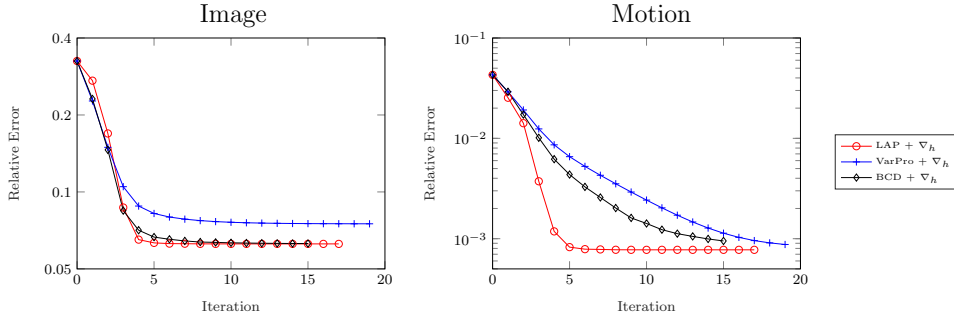 Image
0.4
0.2
0.1
0.05
0
5
10
15
20
Relative Error
Iteration
Motion
10^{-1}
10^{-2}
10^{-3}
0
5
10
15
20
Relative Error
Iteration
LAP + ∇_h
VarPro + ∇_h
BCD + ∇_h